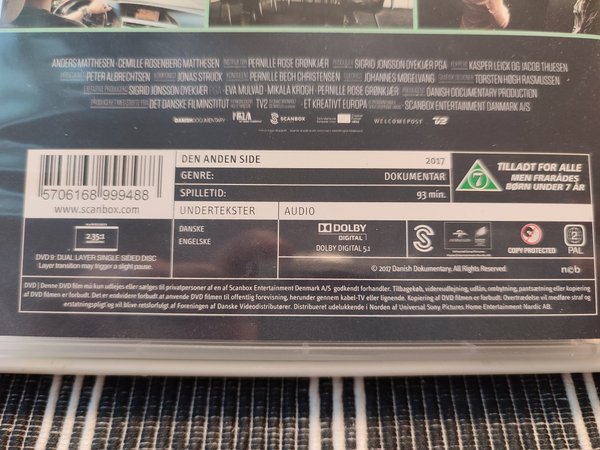 ANDERS MATTHESEN · CEMILLE ROSENBERG MATTHESEN PERNILLE ROSE GRØNKJÆR SIGRID JONSSON DYEKJÆR PGA KASPER LEICK OG JACOB THUESEN
PETER ALBRECHTSEN JONAS STRUCK PERNILLE BECH CHRISTENSEN JOHANNES MØGELVANG TORSTEN HØGH RASMUSSEN
SIGRID JONSSON DYEKJÆR · EVA MULVAD · MIKALA KROGH · PERNILLE ROSE GRØNKJÆR DANISH DOCUMENTARY PRODUCTION
DET DANSKE FILMINSTITUT TV2 ET KREATIVT EUROPA SCANBOX ENTERTAINMENT DANMARK A/S
DANISH DOCUMENTARY SCANBOX WELCOMEPOST
5706168 999488
www.scanbox.com
DEN ANDEN SIDE 2017
GENRE: DOKUMENTAR
SPILLETID: 93 min.
7 TILLADT FOR ALLE
MEN FRARÅDES
BØRN UNDER 7 ÅR
UNDERTEKSTER AUDIO
DANSKE
ENGELSKE
DOLBY
DIGITAL
DOLBY DIGITAL 5.1
COPY PROTECTED
2
PAL
2.35:1
DVD 9: DUAL LAYER SINGLE SIDED DISC
Layer transition may trigger a slight pause.
© 2017 Danish Dokumentary. All Rights Reserved.
ncb
DVD | Denne DVD film må kun udlejes eller sælges til privatpersoner af en af Scanbox Entertainment Denmark A/S godkendt forhandler. Tilbagekøb, videreudlejning, udlån, ombytning, pantsætning eller kopiering
af DVD film er forbudt. Det er endvidere forbudt at anvende DVD filmen til offentlig forevisning, herunder gennem kabel-TV eller lignende. Kopiering af DVD filmen er forbudt. Overtrædelse vil medføre straf og
erstatningspligt og vil blive retsforfulgt af Foreningen af Danske Videodistributører. Distribueret udelukkende i Norden af Universal Sony Pictures Home Entertainment Nordic AB.